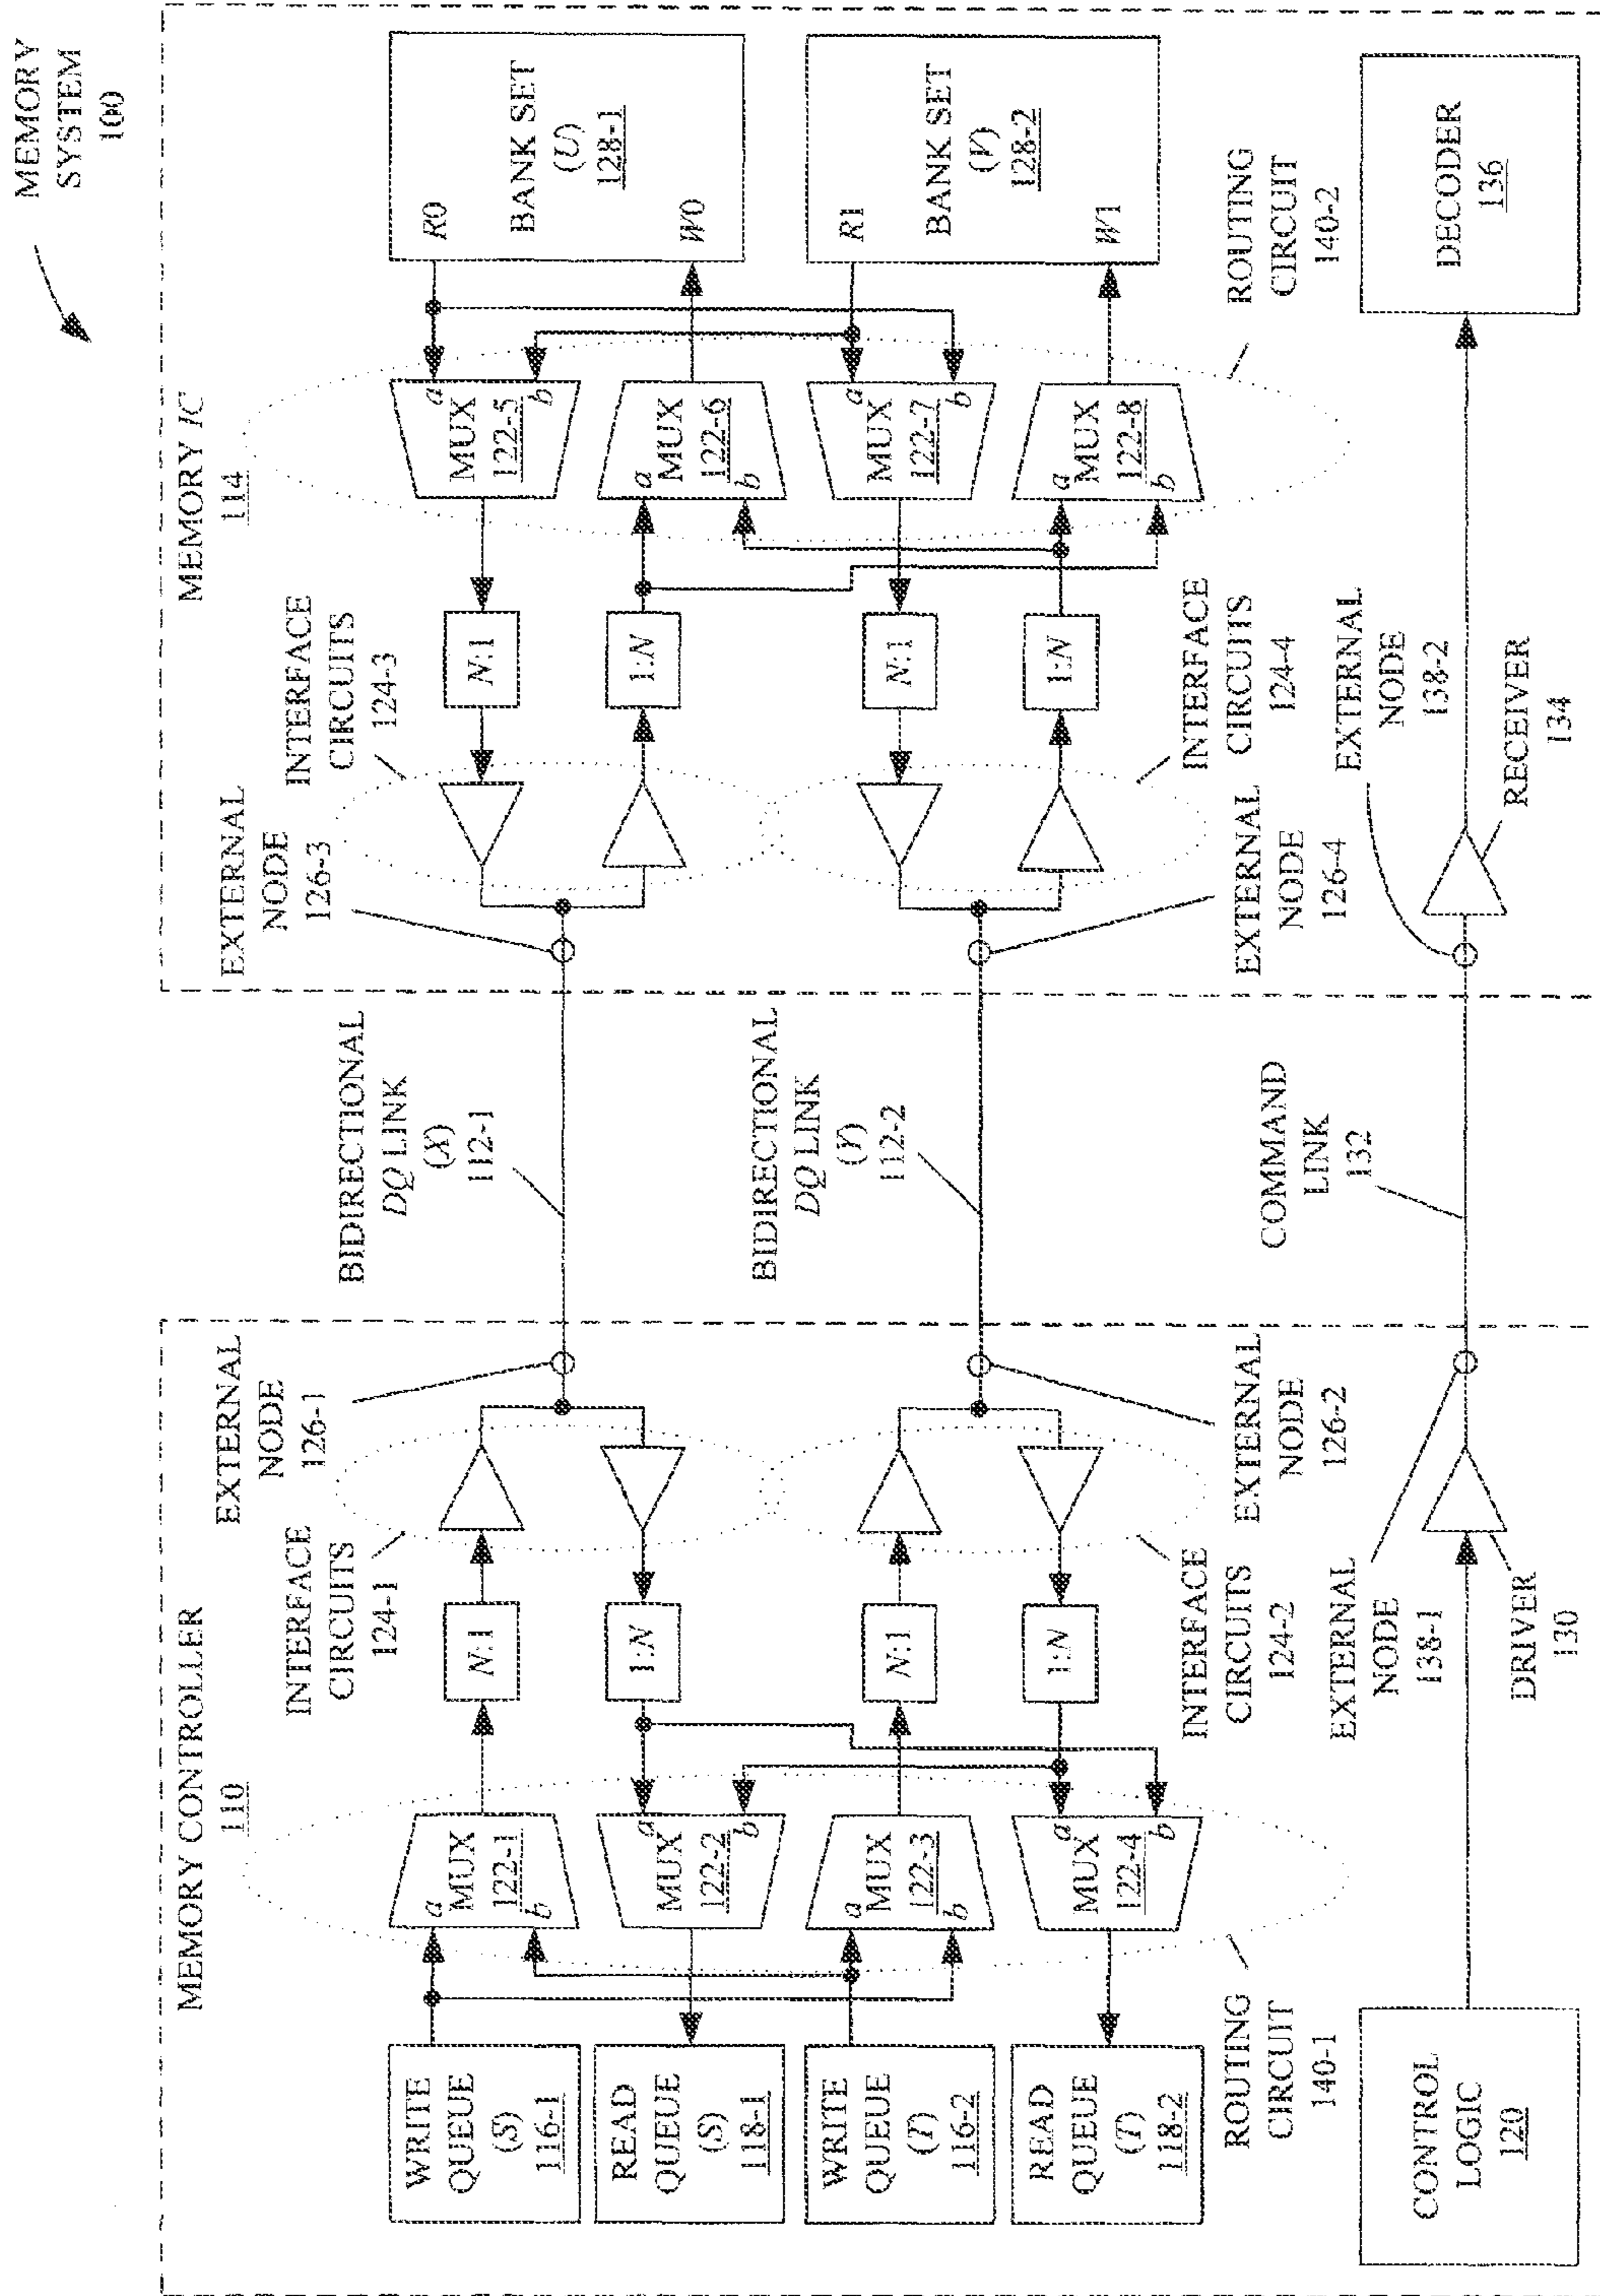 MEMORY
SYSTEM
100
MEMORY CONTROLLER
110
WRITE
QUEUE
(S)
116-1
READ
QUEUE
(S)
118-1
WRITE
QUEUE
(T)
116-2
READ
QUEUE
(T)
118-2
ROUTING
CIRCUIT
140-1
CONTROL
LOGIC
120
a
MUX
122-1
b
a
MUX
122-2
b
a
MUX
122-3
b
a
MUX
122-4
b
INTERFACE
CIRCUITS
124-1
N:1
1:N
N:1
1:N
INTERFACE
CIRCUITS
124-2
EXTERNAL
NODE
138-1
DRIVER
130
EXTERNAL
NODE
126-1
EXTERNAL
NODE
126-2
BIDIRECTIONAL
DQ LINK
(X)
112-1
BIDIRECTIONAL
DQ LINK
(Y)
112-2
COMMAND
LINK
132
MEMORY IC
114
EXTERNAL
NODE
126-3
EXTERNAL
NODE
126-4
INTERFACE
CIRCUITS
124-3
N:1
1:N
N:1
1:N
INTERFACE
CIRCUITS
124-4
EXTERNAL
NODE
138-2
RECEIVER
134
a
MUX
122-5
b
a
MUX
122-6
b
a
MUX
122-7
b
a
MUX
122-8
b
ROUTING
CIRCUIT
140-2
R0
BANK SET
(U)
128-1
W0
R1
BANK SET
(V)
128-2
W1
DECODER
136